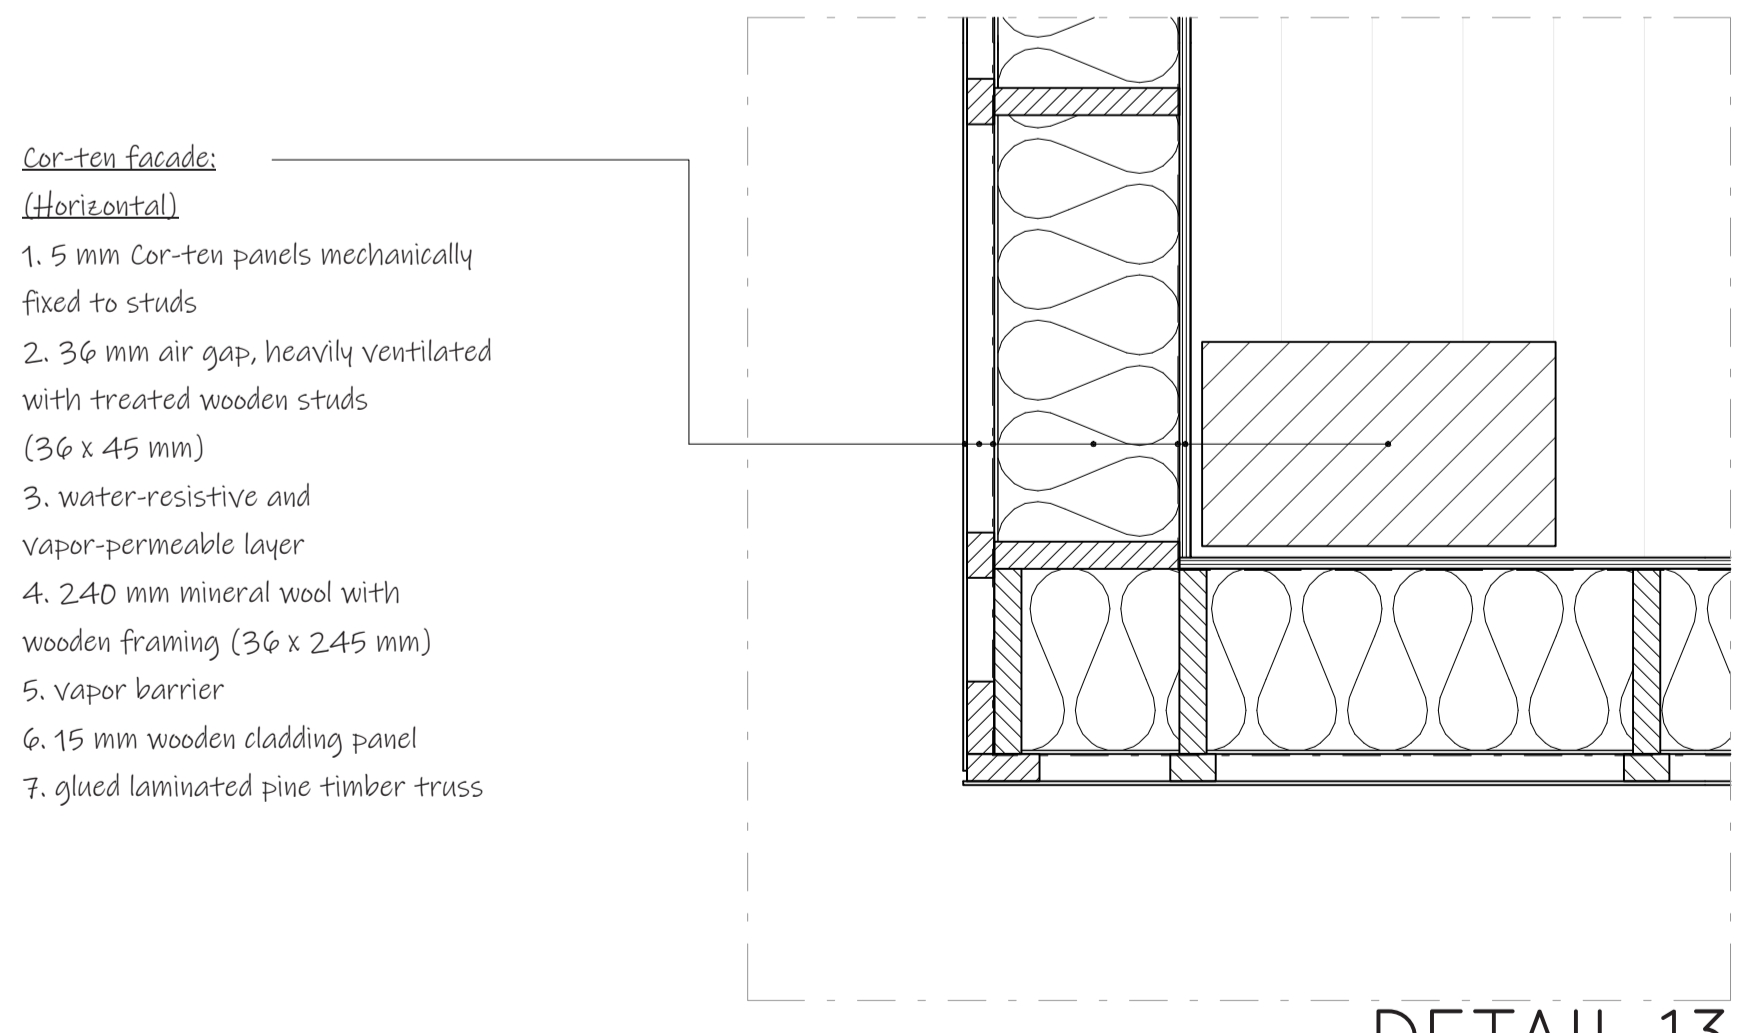 Cor-ten facade:
(Horizontal)
1. 5 mm Cor-ten panels mechanically
fixed to studs
2. 36 mm air gap, heavily ventilated
with treated wooden studs
(36 x 45 mm)
3. water-resistive and
vapor-permeable layer
4. 240 mm mineral wool with
wooden framing (36 x 245 mm)
5. vapor barrier
6. 15 mm wooden cladding panel
7. glued laminated pine timber truss
DETAIL 13